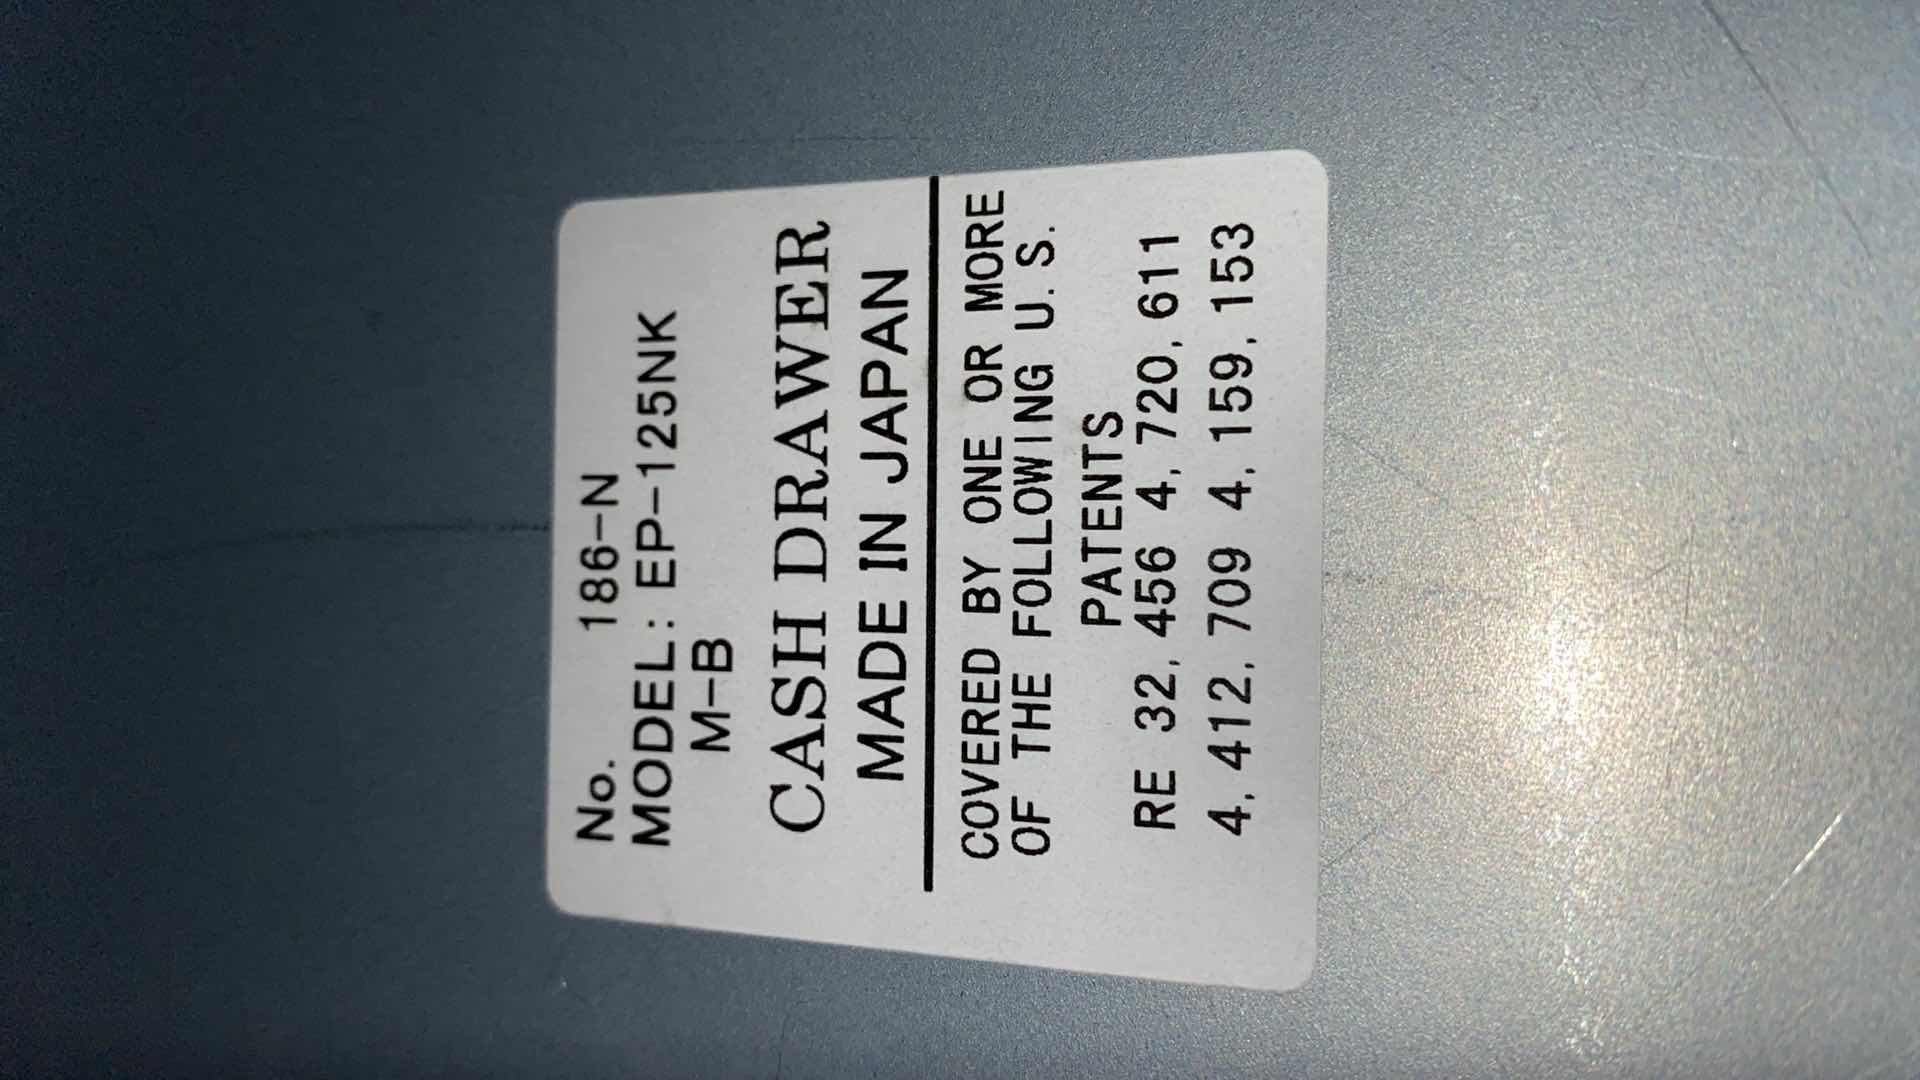 No. 186-N
MODEL: EP-125NK
M-B
CASH DRAWER
MADE IN JAPAN
COVERED BY ONE OR MORE
OF THE FOLLOWING U. S.
PATENTS
RE 32, 456 4, 720, 611
4, 412, 709 4, 159, 153